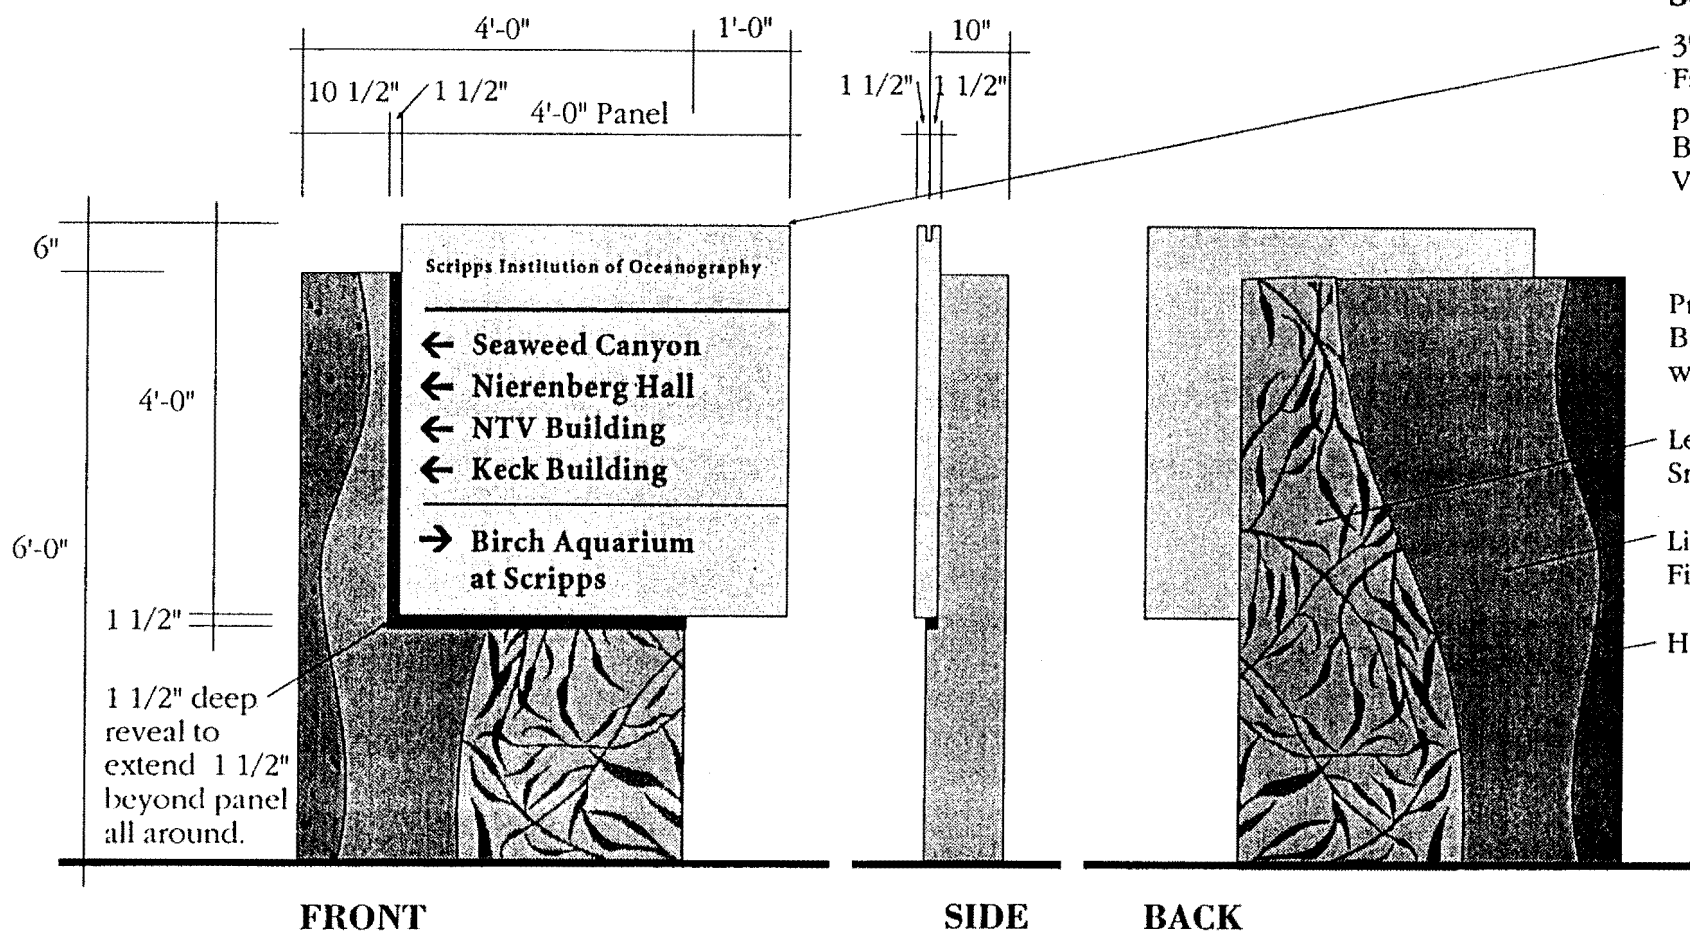 4'-0"
1'-0"
10"
10 1/2"
1 1/2"
4'-0" Panel
1 1/2"
1 1/2"
6"
4'-0"
6'-0"
1 1/2"
1 1/2" deep
reveal to
extend 1 1/2"
beyond panel
all around.
Scripps Institution of Oceanography
← Seaweed Canyon
← Nierenberg Hall
← NTV Building
← Keck Building
→ Birch Aquarium
at Scripps
FRONT
SIDE
BACK